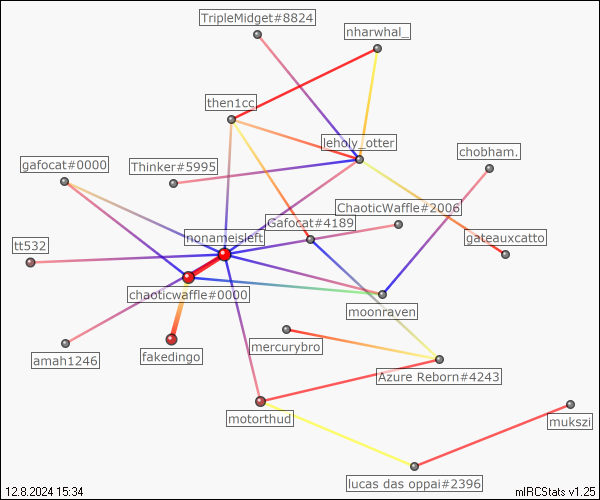 TripleMidget#8824
nharwhal_
then1cc
leholy_otter
chobham.
gafocat#0000
Thinker#5995
ChaoticWaffle#2006
Gafocat#4189
nonameisleft
gateauxcatto
tt532
chaoticwaffle#0000
moonraven
mercurybro
fakedingo
amah1246
Azure Reborn#4243
motorthud
mukszi
lucas das oppai#2396
12.8.2024 15:34
mIRCStats v1.25